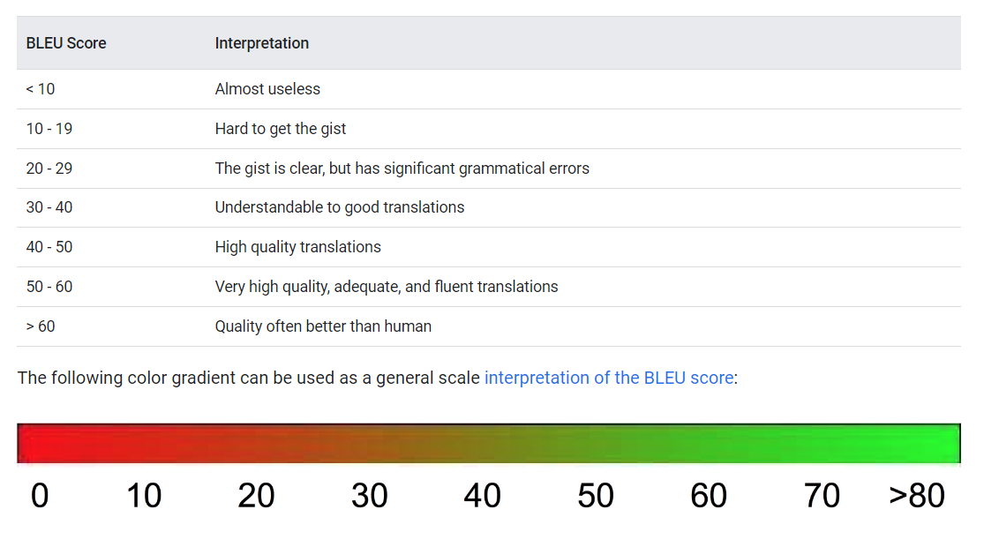 BLEU Score Interpretation
< 10 Almost useless
10 - 19 Hard to get the gist
20 - 29 The gist is clear, but has significant grammatical errors
30 - 40 Understandable to good translations
40 - 50 High quality translations
50 - 60 Very high quality, adequate, and fluent translations
> 60 Quality often better than human
The following color gradient can be used as a general scale interpretation of the BLEU score:
0 10 20 30 40 50 60 70 >80